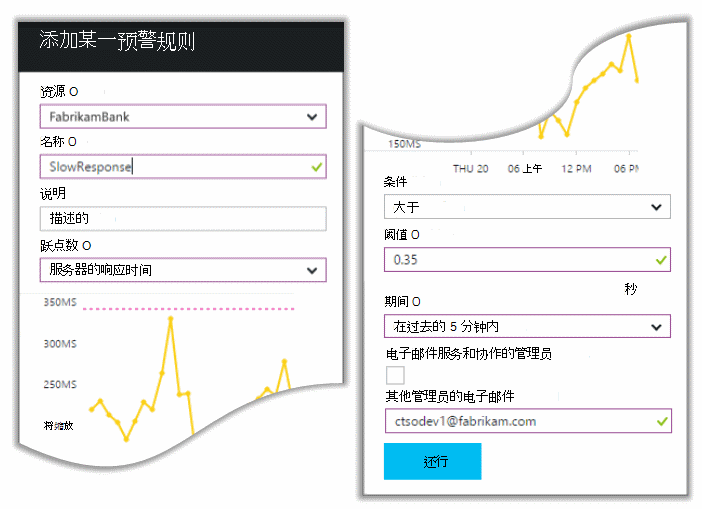 添加某一预警规则
资源 O
FabrikamBank
名称 O
SlowResponse
说明
描述的
跃点数 O
服务器的响应时间
350MS
300MS
250MS
将缩放
150MS
THU 20 06 上午 12 PM 06 PM
条件
大于
阈值 O
0.35
秒
期间 O
在过去的 5 分钟内
电子邮件服务和协作的管理员
其他管理员的电子邮件
ctsodev1@fabrikam.com
还行